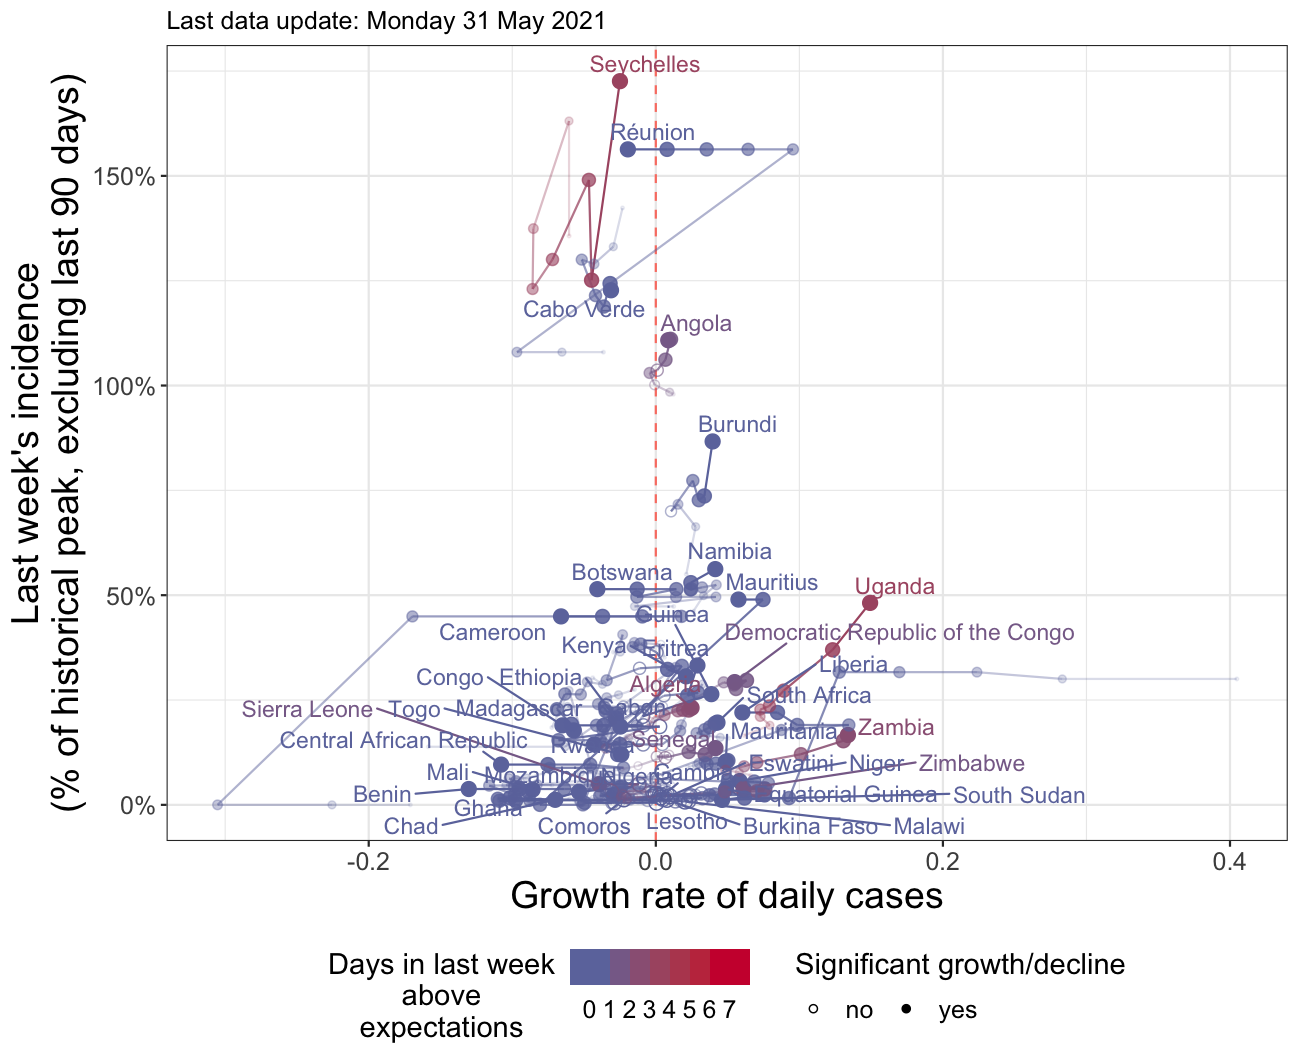 Last data update: Monday 31 May 2021
Last week's incidence
(% of historical peak, excluding last 90 days)
150%
100%
50%
0%
Seychelles
Réunion
Cabo Verde
Angola
Burundi
Namibia
Botswana
Mauritius
Uganda
Guinea
Cameroon
Democratic Republic of the Congo
Kenya
Eritrea
Liberia
Congo
Ethiopia
Algeria
South Africa
Sierra Leone
Togo
Madagascar
Gabon
Mauritania
Zambia
Central African Republic
Rwanda
Senegal
Mali
Mozambique
Nigeria
Gambia
Eswatini
Niger
Zimbabwe
Benin
Ghana
Equatorial Guinea
South Sudan
Chad
Comoros
Lesotho
Burkina Faso
Malawi
-0.2
0.0
0.2
0.4
Growth rate of daily cases
Days in last week
above
expectations
0 1 2 3 4 5 6 7
Significant growth/decline
no
yes